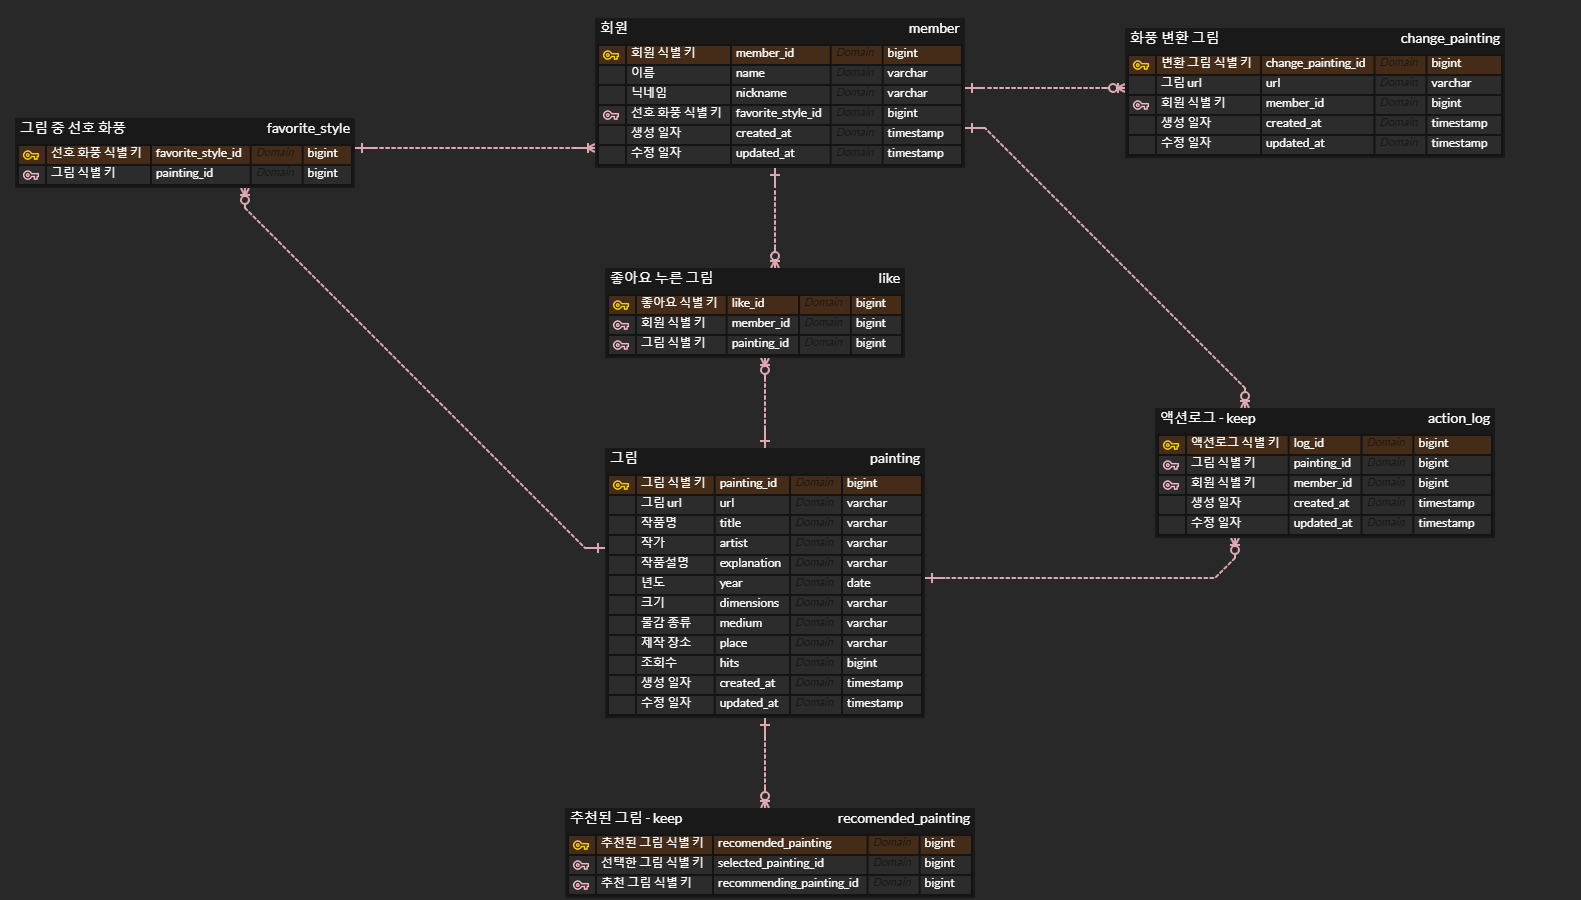 회원 member
회원 식별 키 member_id Domain bigint
이름 name Domain varchar
닉네임 nickname Domain varchar
선호 화풍 식별 키 favorite_style_id Domain bigint
생성 일자 created_at Domain timestamp
수정 일자 updated_at Domain timestamp
화풍 변환 그림 change_painting
변환 그림 식별 키 change_painting_id Domain bigint
그림 url url Domain varchar
회원 식별 키 member_id Domain bigint
생성 일자 created_at Domain timestamp
수정 일자 updated_at Domain timestamp
그림 중 선호 화풍 favorite_style
선호 화풍 식별 키 favorite_style_id Domain bigint
그림 식별 키 painting_id Domain bigint
좋아요 누른 그림 like
좋아요 식별 키 like_id Domain bigint
회원 식별 키 member_id Domain bigint
그림 식별 키 painting_id Domain bigint
액션로그 - keep action_log
액션로그 식별 키 log_id Domain bigint
그림 식별 키 painting_id Domain bigint
회원 식별 키 member_id Domain bigint
생성 일자 created_at Domain timestamp
수정 일자 updated_at Domain timestamp
그림 painting
그림 식별 키 painting_id Domain bigint
그림 url url Domain varchar
작품명 title Domain varchar
작가 artist Domain varchar
작품설명 explanation Domain varchar
년도 year Domain date
크기 dimensions Domain varchar
물감 종류 medium Domain varchar
제작 장소 place Domain varchar
조회수 hits Domain bigint
생성 일자 created_at Domain timestamp
수정 일자 updated_at Domain timestamp
추천된 그림 - keep recomended_painting
추천된 그림 식별 키 recomended_painting Domain bigint
선택한 그림 식별 키 selected_painting_id Domain bigint
추천 그림 식별 키 recommending_painting_id Domain bigint